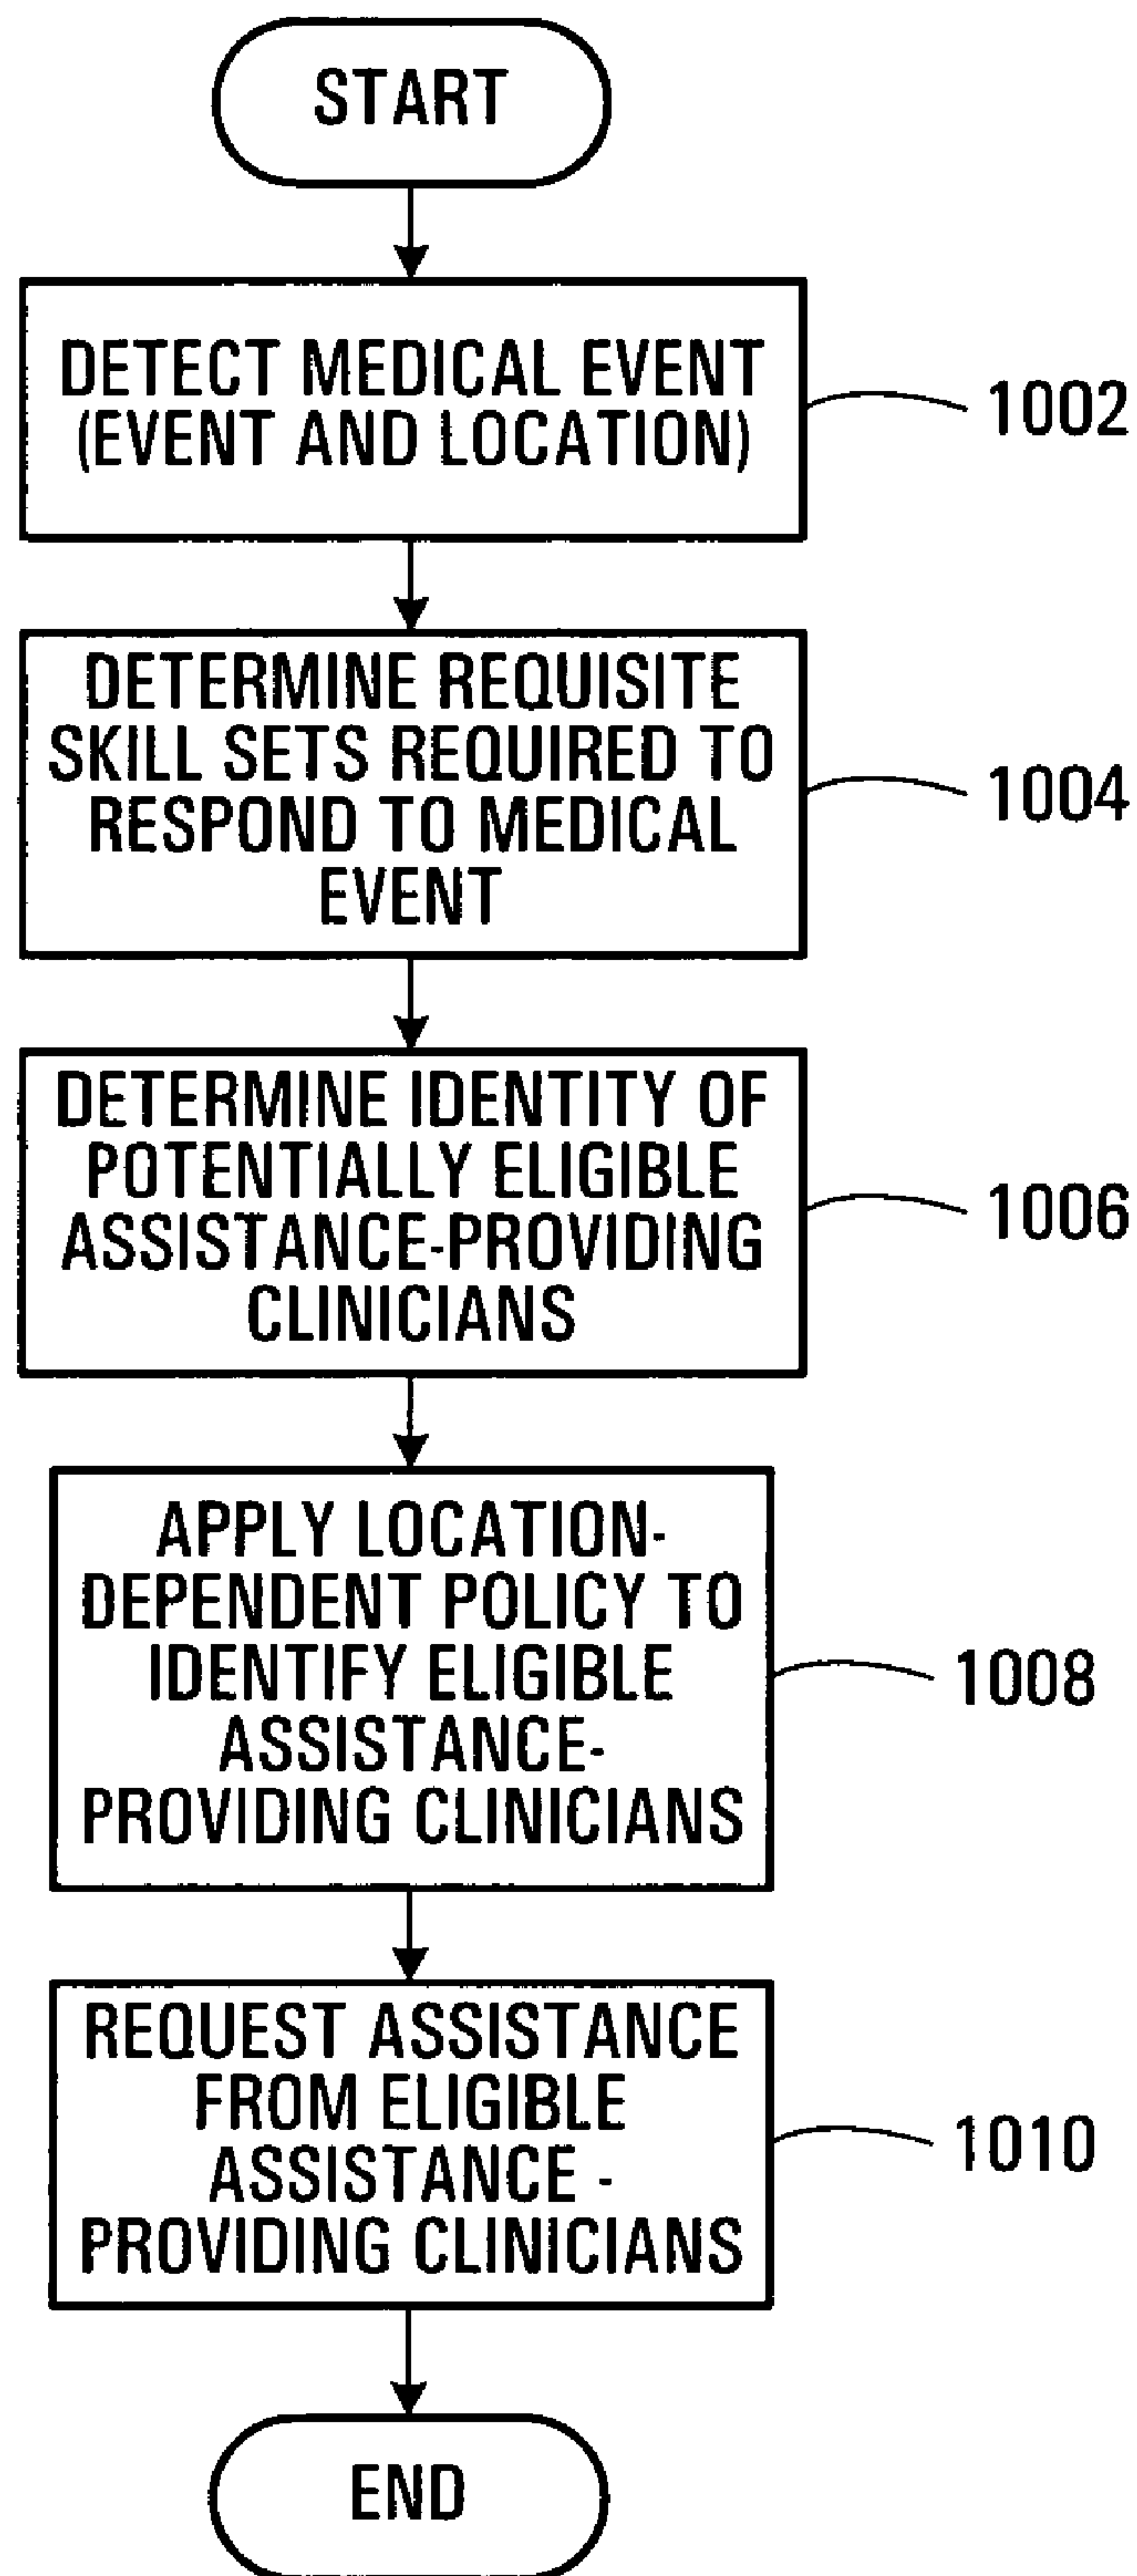 START
DETECT MEDICAL EVENT
(EVENT AND LOCATION)
1002
DETERMINE REQUISITE
SKILL SETS REQUIRED TO
RESPOND TO MEDICAL
EVENT
1004
DETERMINE IDENTITY OF
POTENTIALLY ELIGIBLE
ASSISTANCE-PROVIDING
CLINICIANS
1006
APPLY LOCATION-
DEPENDENT POLICY TO
IDENTIFY ELIGIBLE
ASSISTANCE-
PROVIDING CLINICIANS
1008
REQUEST ASSISTANCE
FROM ELIGIBLE
ASSISTANCE -
PROVIDING CLINICIANS
1010
END